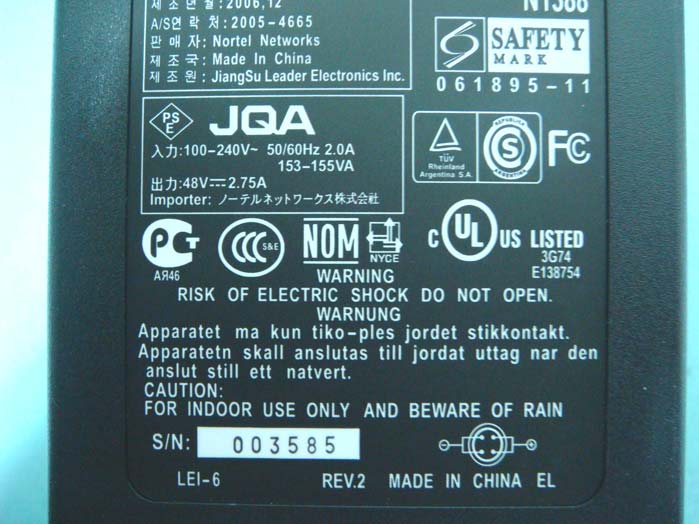 제 조 년 월 : 2006,12
A/S연 락 처 : 2005-4665
판 매 자 : Nortel Networks
제 조 국 : Made In China
제 조 원 : JiangSu Leader Electronics Inc.
N1386
SAFETY
MARK
061895-11
PS
E
JQA
入力:100-240V~ 50/60Hz 2.0A
153-155VA
出力:48V⎓2.75A
Importer: ノーテルネットワークス株式会社
TÜV
Rheinland
Argentina S.A.
REPUBLICA
S
ARGENTINA
FC
PCT
АЯ46
CCC
S&E
NOM
NYCE
c UL US LISTED
3G74
E138754
WARNING
RISK OF ELECTRIC SHOCK DO NOT OPEN.
WARNUNG
Apparatet ma kun tiko-ples jordet stikkontakt.
Apparatetn skall anslutas till jordat uttag nar den
anslut still ett natvert.
CAUTION:
FOR INDOOR USE ONLY AND BEWARE OF RAIN
S/N: 003585
LEI-6 REV.2 MADE IN CHINA EL